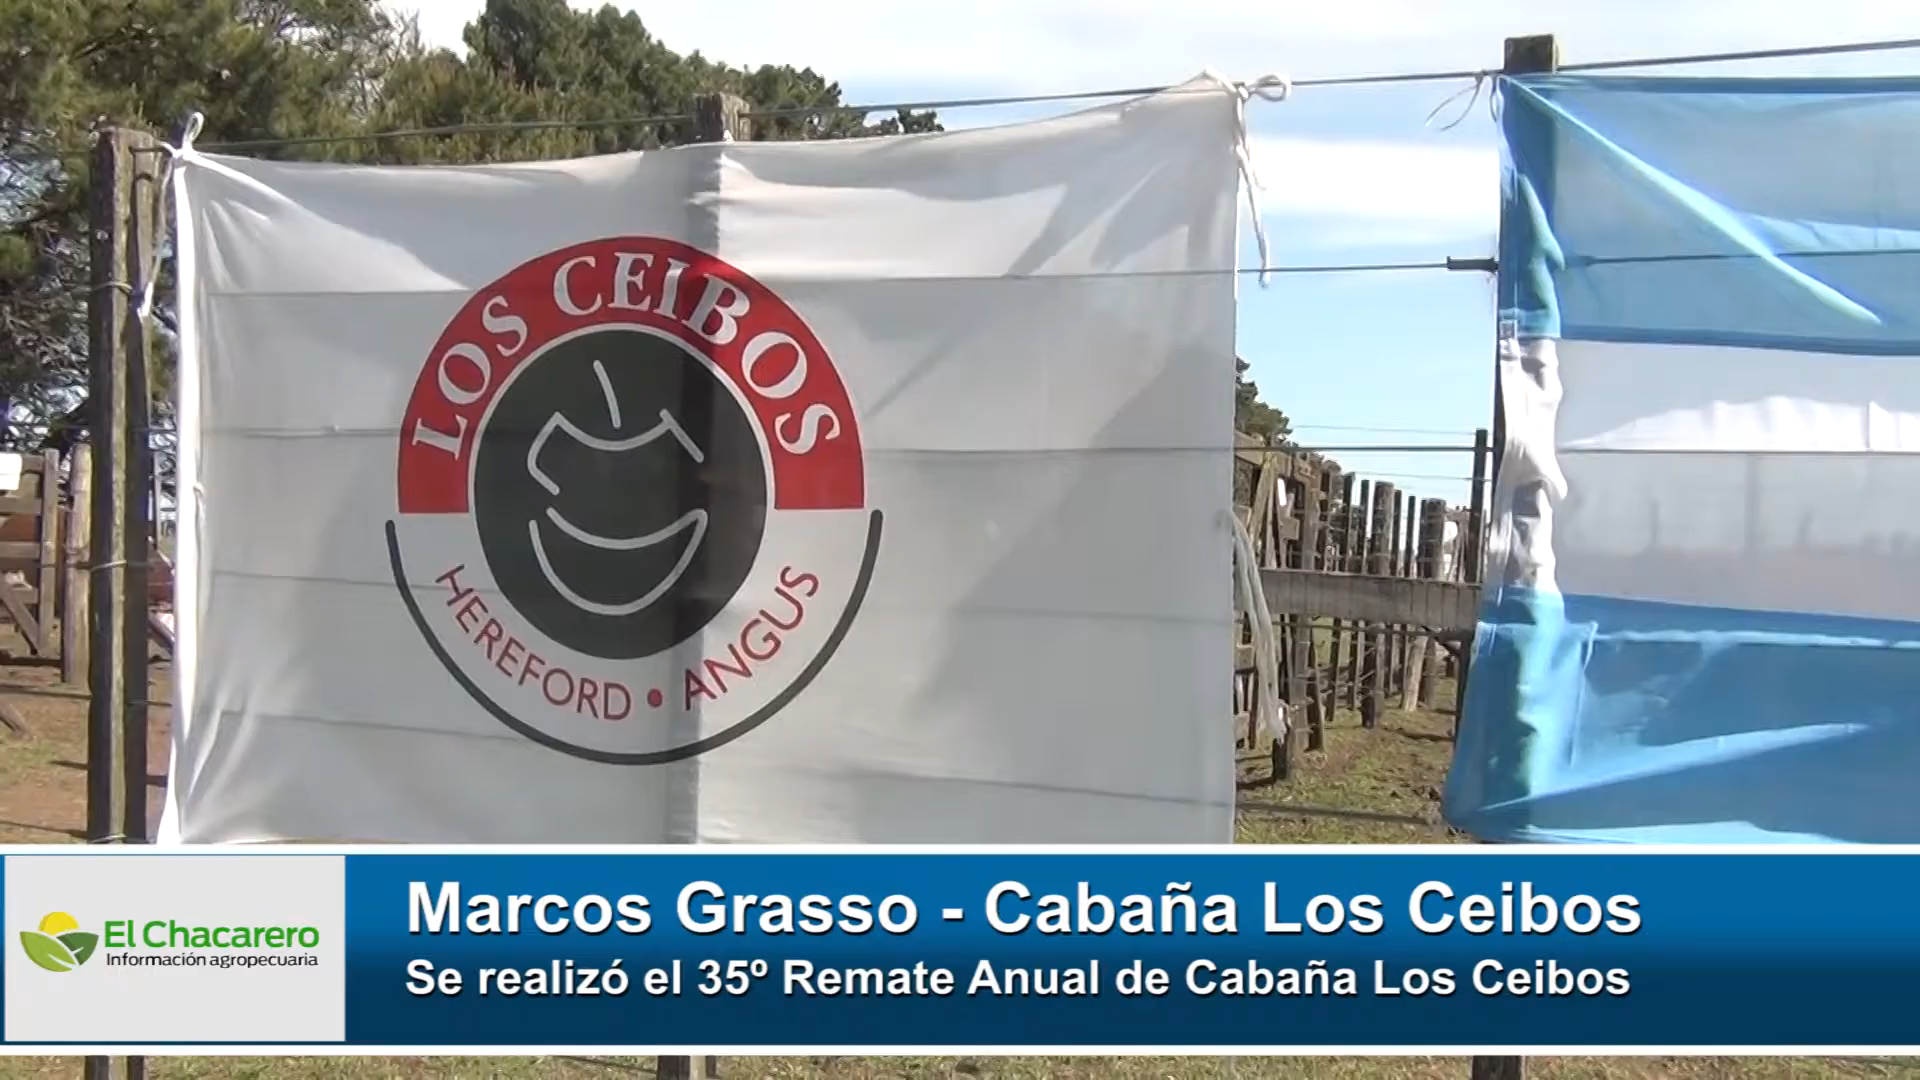 LOS CEIBOS
HEREFORD • ANGUS
Marcos Grasso - Cabaña Los Ceibos
El Chacarero
Información agropecuaria
Se realizó el 35º Remate Anual de Cabaña Los Ceibos